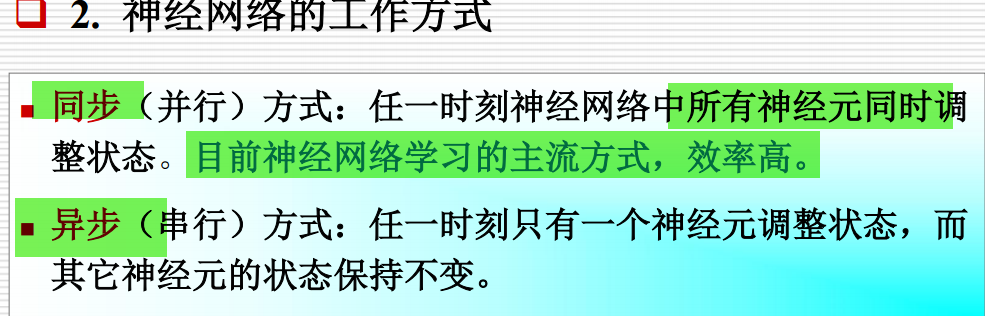 2. 神经网络的工作方式
同步（并行）方式：任一时刻神经网络中所有神经元同时调
整状态。目前神经网络学习的主流方式，效率高。
异步（串行）方式：任一时刻只有一个神经元调整状态，而
其它神经元的状态保持不变。